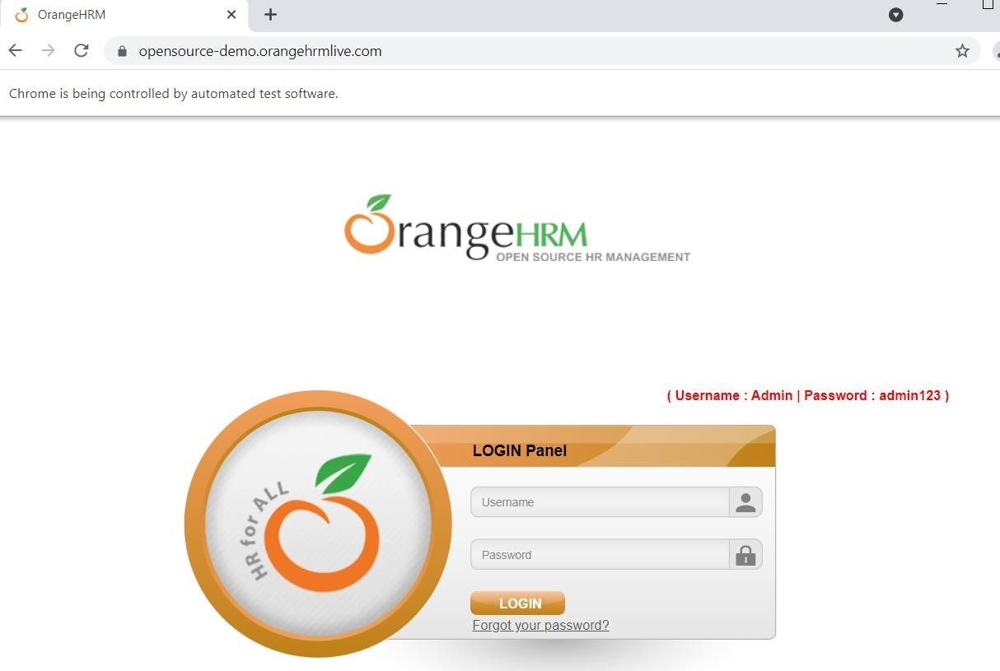 OrangeHRM
opensource-demo.orangehrmlive.com
Chrome is being controlled by automated test software.
OrangeHRM
OPEN SOURCE HR MANAGEMENT
( Username : Admin | Password : admin123 )
LOGIN Panel
HR for ALL
Username
Password
LOGIN
Forgot your password?